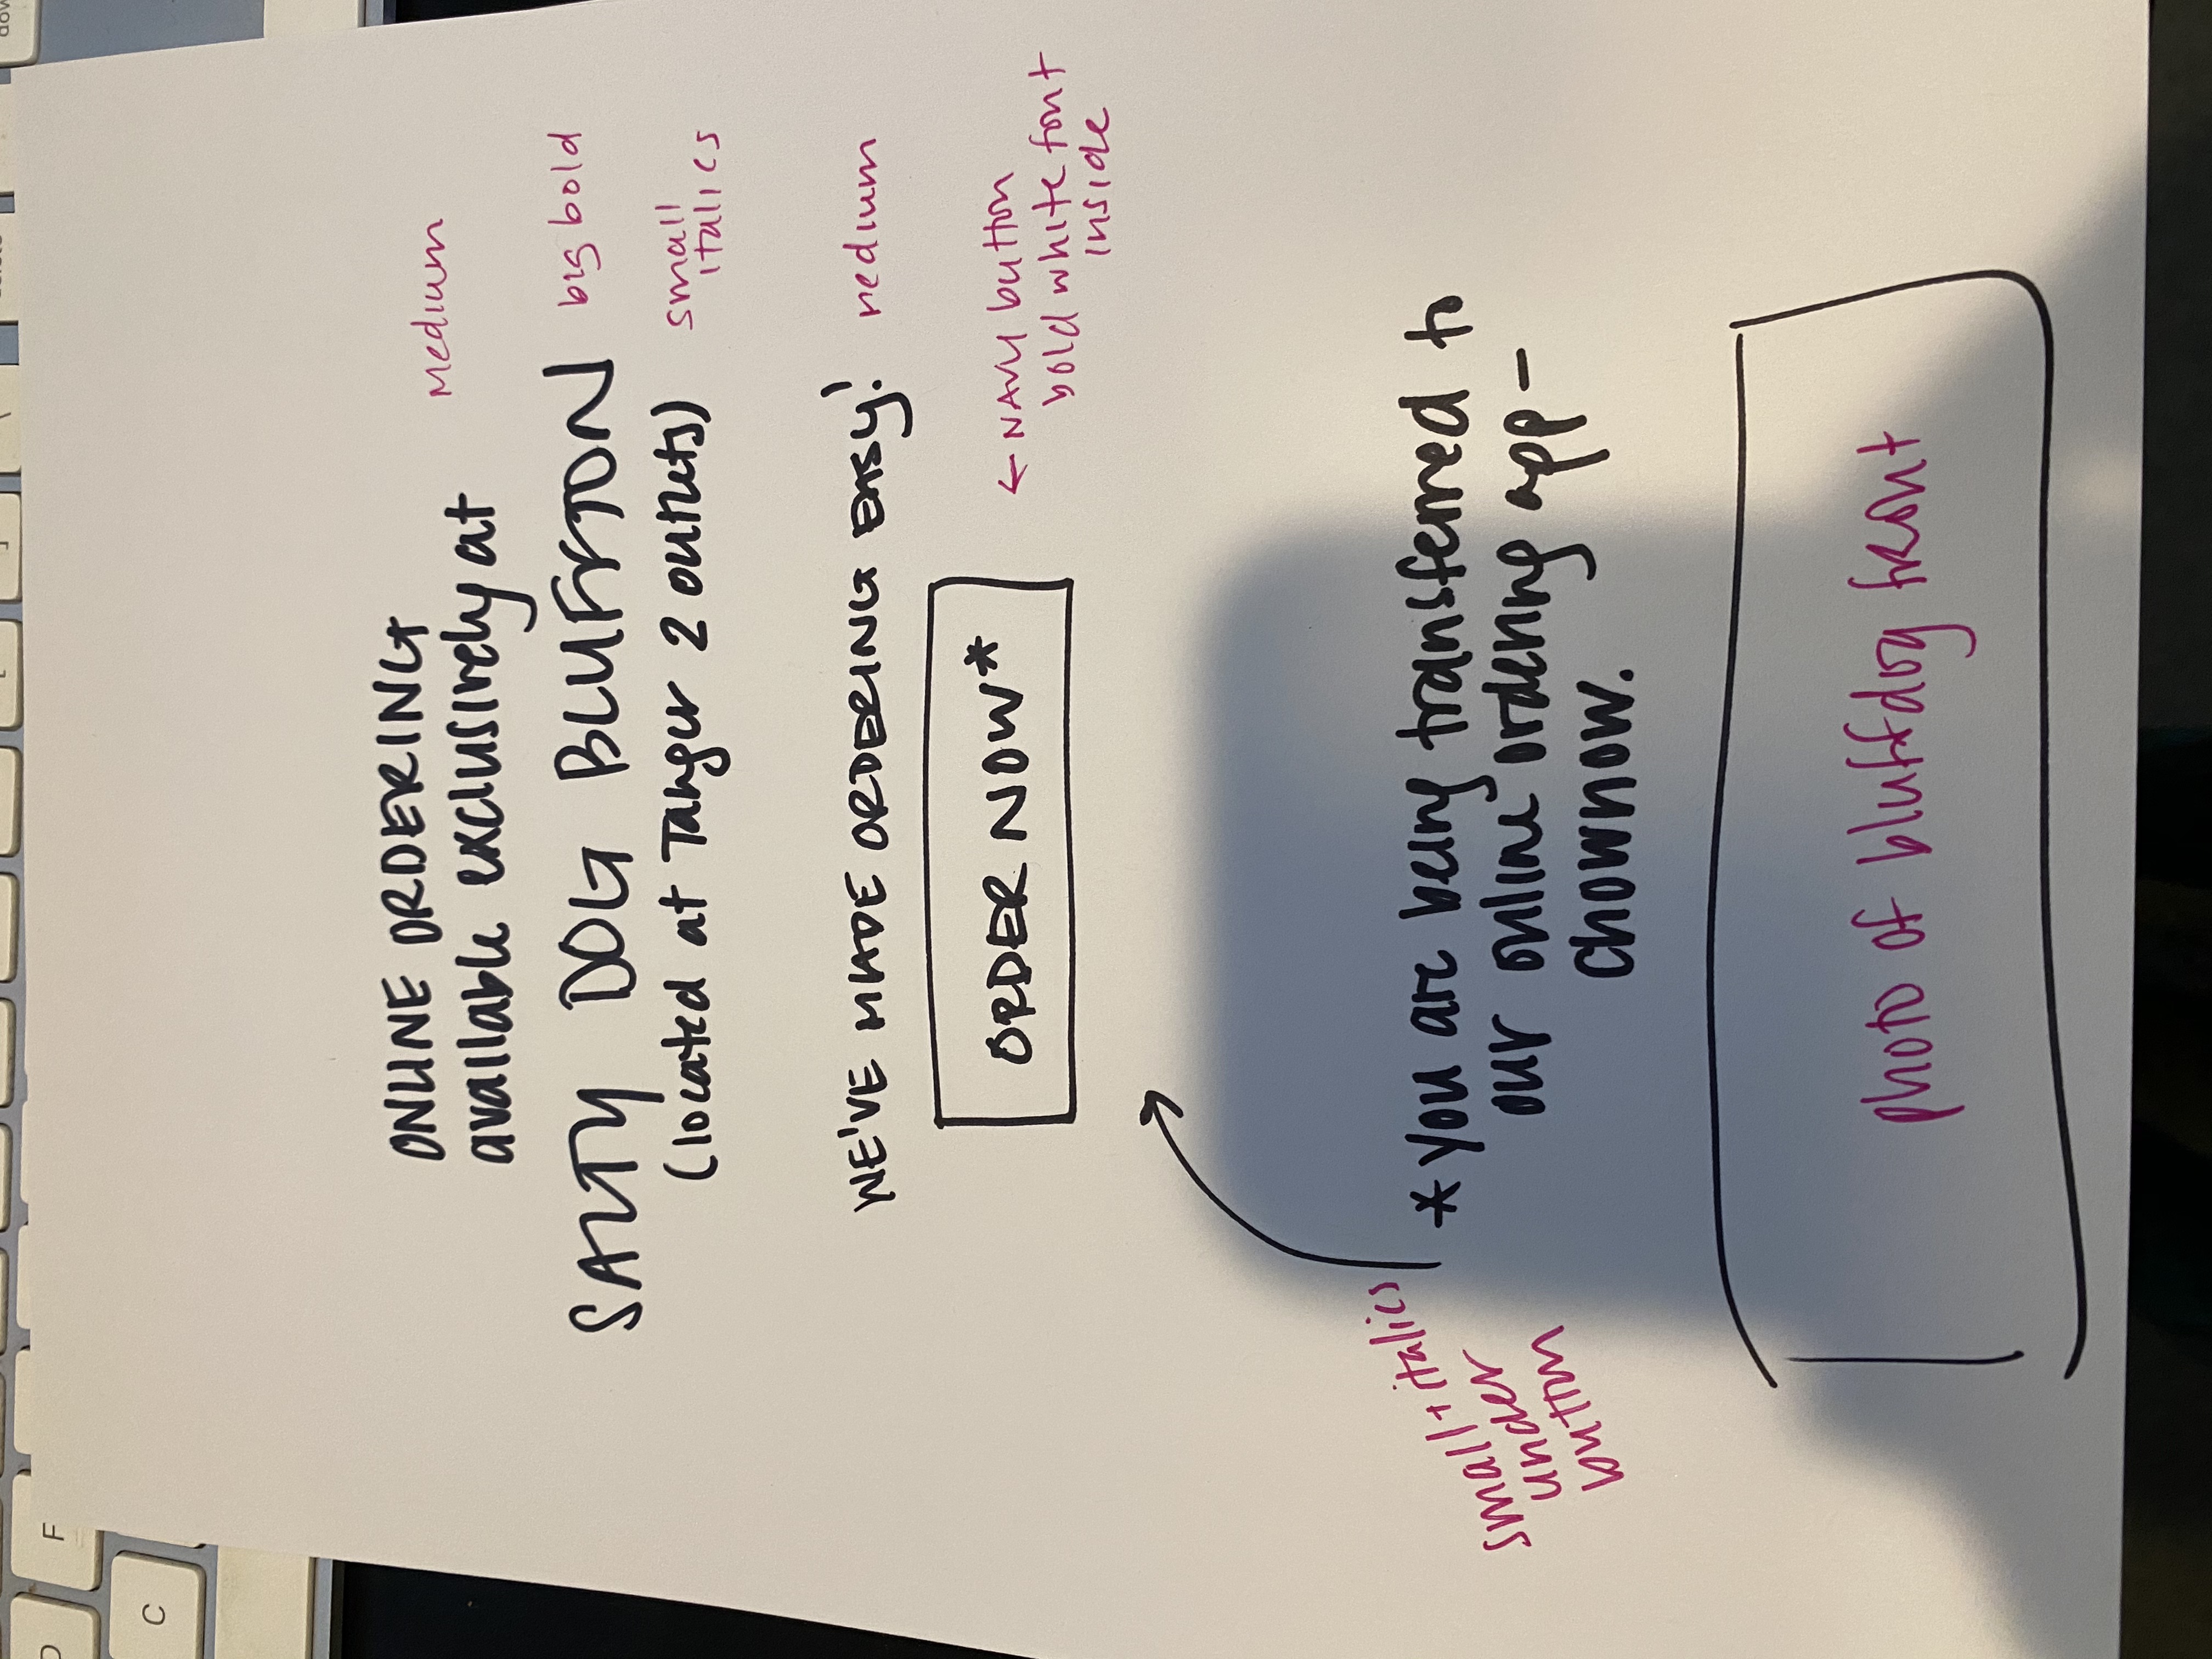 F
C
ONLINE ORDERING
available exclusively at
Medium
SALTY DOG BLUFFTON
big bold
(located at Tanger 2 outlets)
small
italics
WE'VE MADE ORDERING EASY!
medium
ORDER NOW*
← NAVY button
bold white font
inside
small + italics
under
button
*you are being transferred to
our online ordering app -
chownow.
photo of bluffdog front